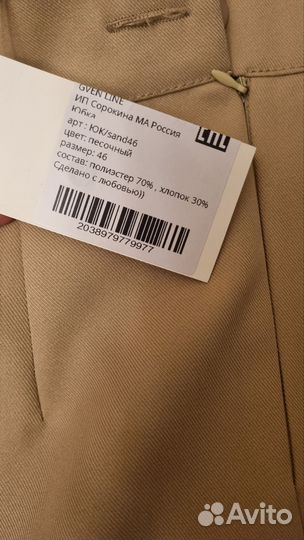 GVEN LINE
ИП Сорокина МА Россия
Юбка
арт : ЮК/sand46
цвет: песочный
размер: 46
состав: полиэстер 70% , хлопок 30%
Сделано с любовью))
EAC
2038979779977
Avito